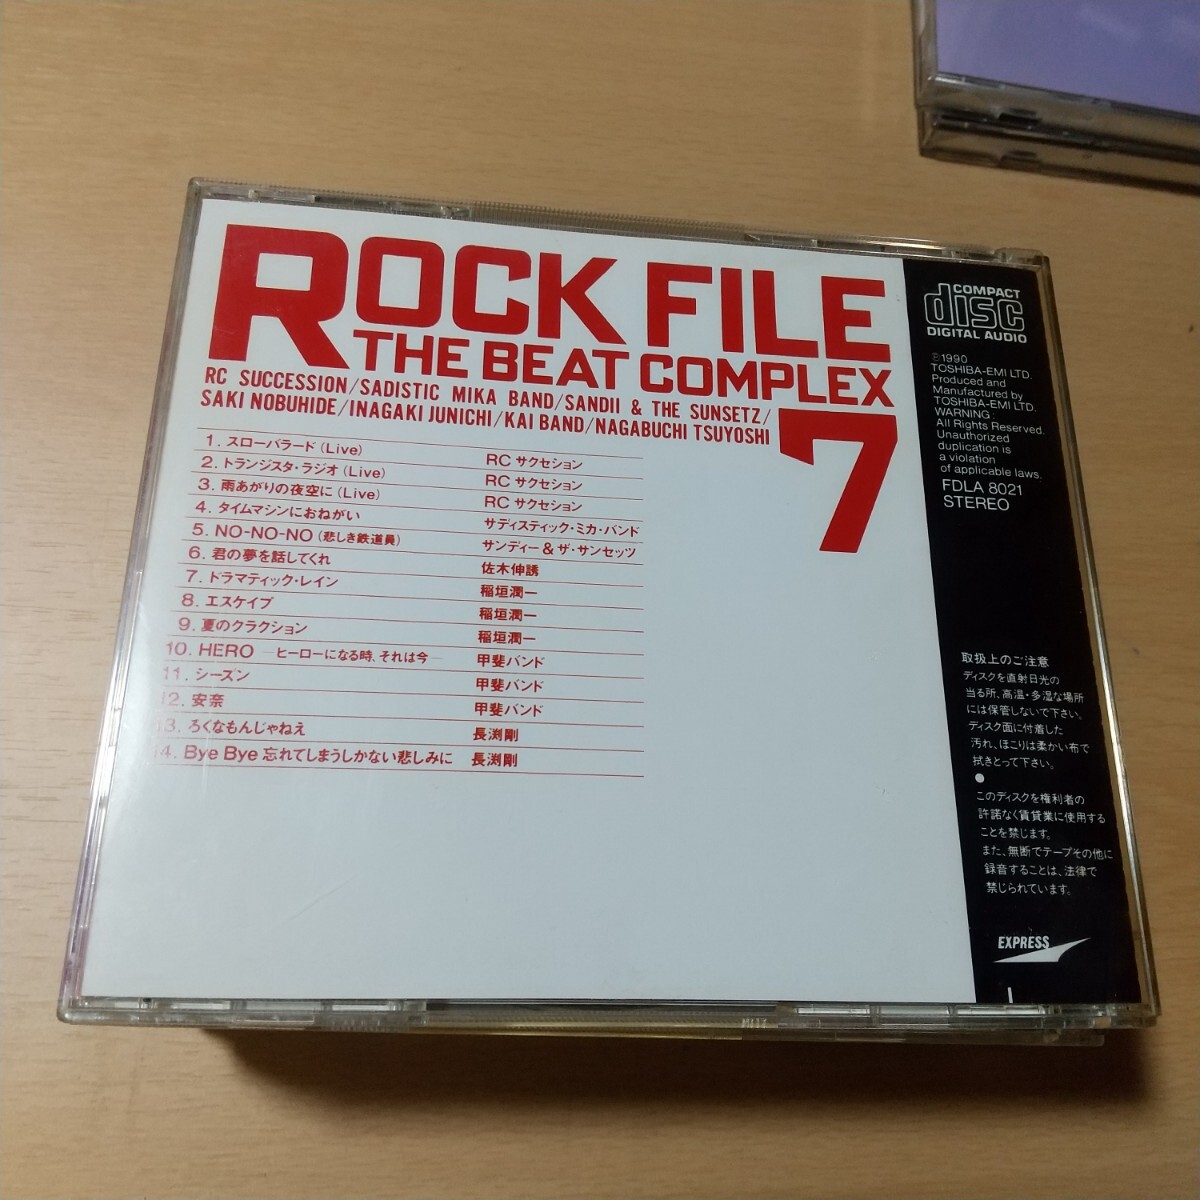 ROCK FILE
THE BEAT COMPLEX
7
RC SUCCESSION/SADISTIC MIKA BAND/SANDII & THE SUNSETZ/
SAKI NOBUHIDE/INAGAKI JUNICHI/KAI BAND/NAGABUCHI TSUYOSHI
1. スローバラード (Live) RC サクセション
2. トランジスタ・ラジオ (Live) RC サクセション
3. 雨あがりの夜空に (Live) RC サクセション
4. タイムマシンにおねがい サディスティック・ミカ・バンド
5. NO-NO-NO (悲しき鉄道員) サンディー & ザ・サンセッツ
6. 君の夢を話してくれ 佐木伸誘
7. ドラマティック・レイン 稲垣潤一
8. エスケイプ 稲垣潤一
9. 夏のクラクション 稲垣潤一
10. HERO —ヒーローになる時、それは今— 甲斐バンド
11. シーズン 甲斐バンド
12. 安奈 甲斐バンド
13. ろくなもんじゃねえ 長渕剛
14. Bye Bye 忘れてしまうしかない悲しみに 長渕剛
COMPACT
disc
DIGITAL AUDIO
℗1990
TOSHIBA-EMI LTD.
Produced and
Manufactured by
TOSHIBA-EMI LTD.
WARNING:
All Rights Reserved.
Unauthorized
duplication is
a violation
of applicable laws.
FDLA 8021
STEREO
取扱上のご注意
ディスクを直射日光の
当る所、高温・多湿な場所
には保管しないで下さい。
ディスク面に付着した
汚れ、ほこりは柔かい布で
拭きとって下さい。
●
このディスクを権利者の
許諾なく賃貸業に使用する
ことを禁じます。
また、無断でテープその他に
録音することは、法律で
禁じられています。
EXPRESS